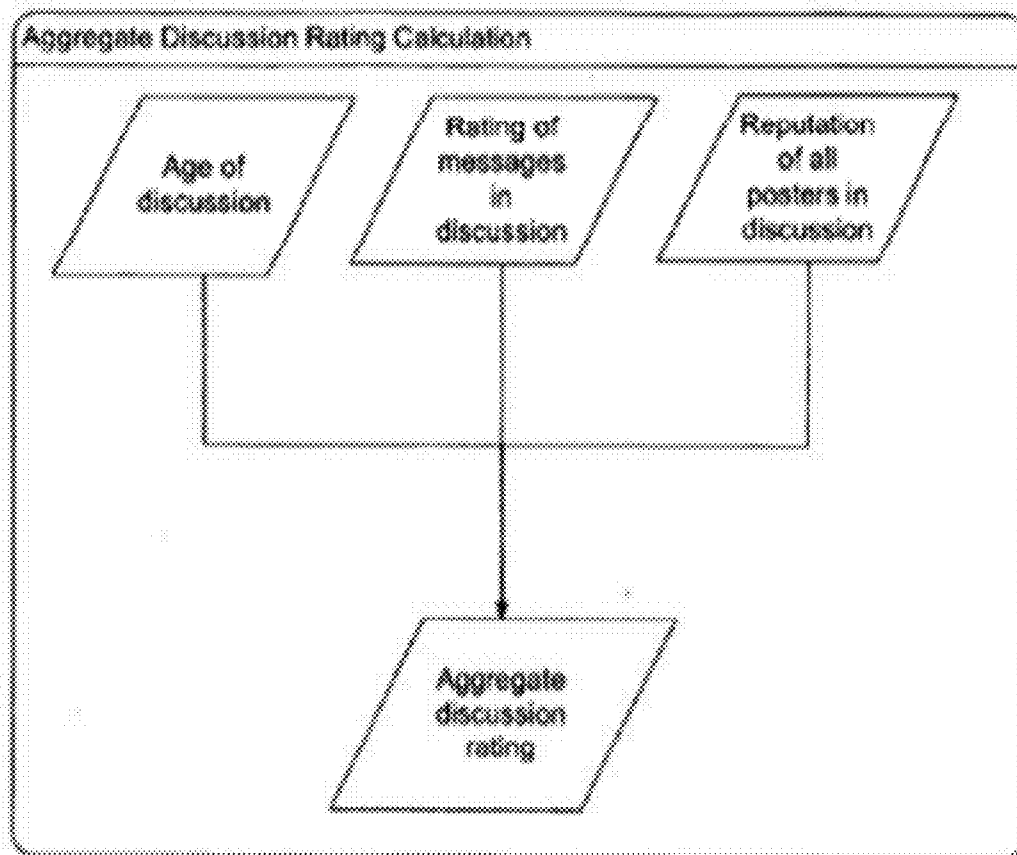 Aggregate Discussion Rating Calculation
Age of
discussion
Rating of
messages
in
discussion
Reputation
of all
posters in
discussion
Aggregate
discussion
rating